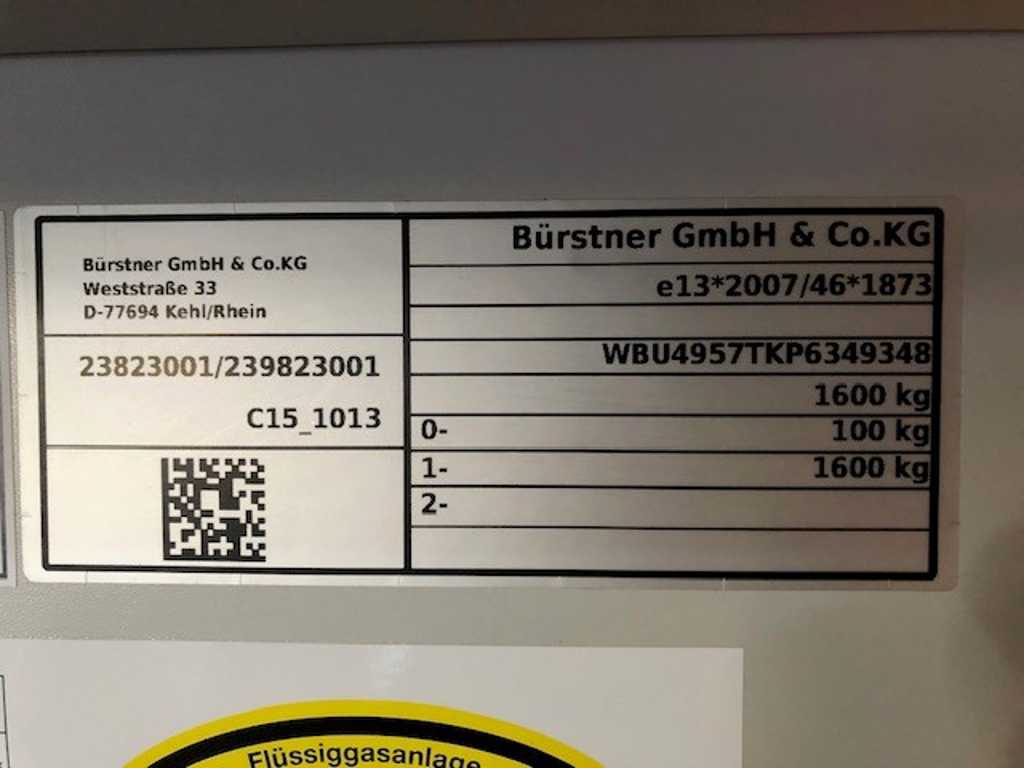 Bürstner GmbH & Co.KG
Weststraße 33
D-77694 Kehl/Rhein
23823001/239823001
C15_1013
Bürstner GmbH & Co.KG
e13*2007/46*1873
WBU4957TKP6349348
1600 kg
0- 100 kg
1- 1600 kg
2-
Flüssiggasanlage